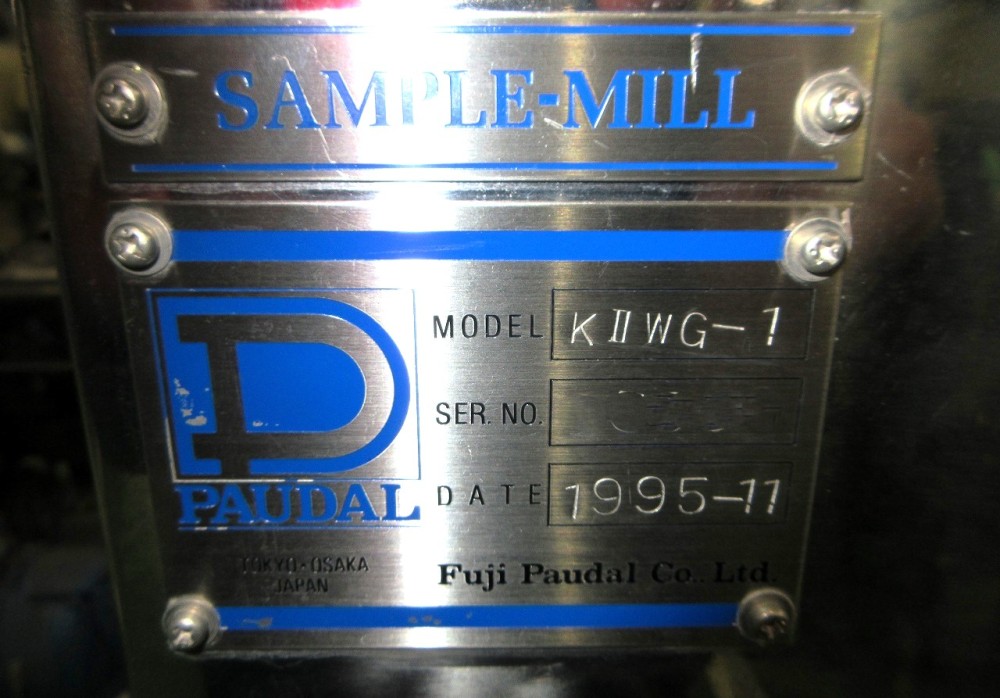 SAMPLE-MILL
MODEL KⅡWG-1
SER. NO.
DATE 1995-11
PAUDAL
TOKYO・OSAKA
JAPAN
Fuji Paudal Co., Ltd.